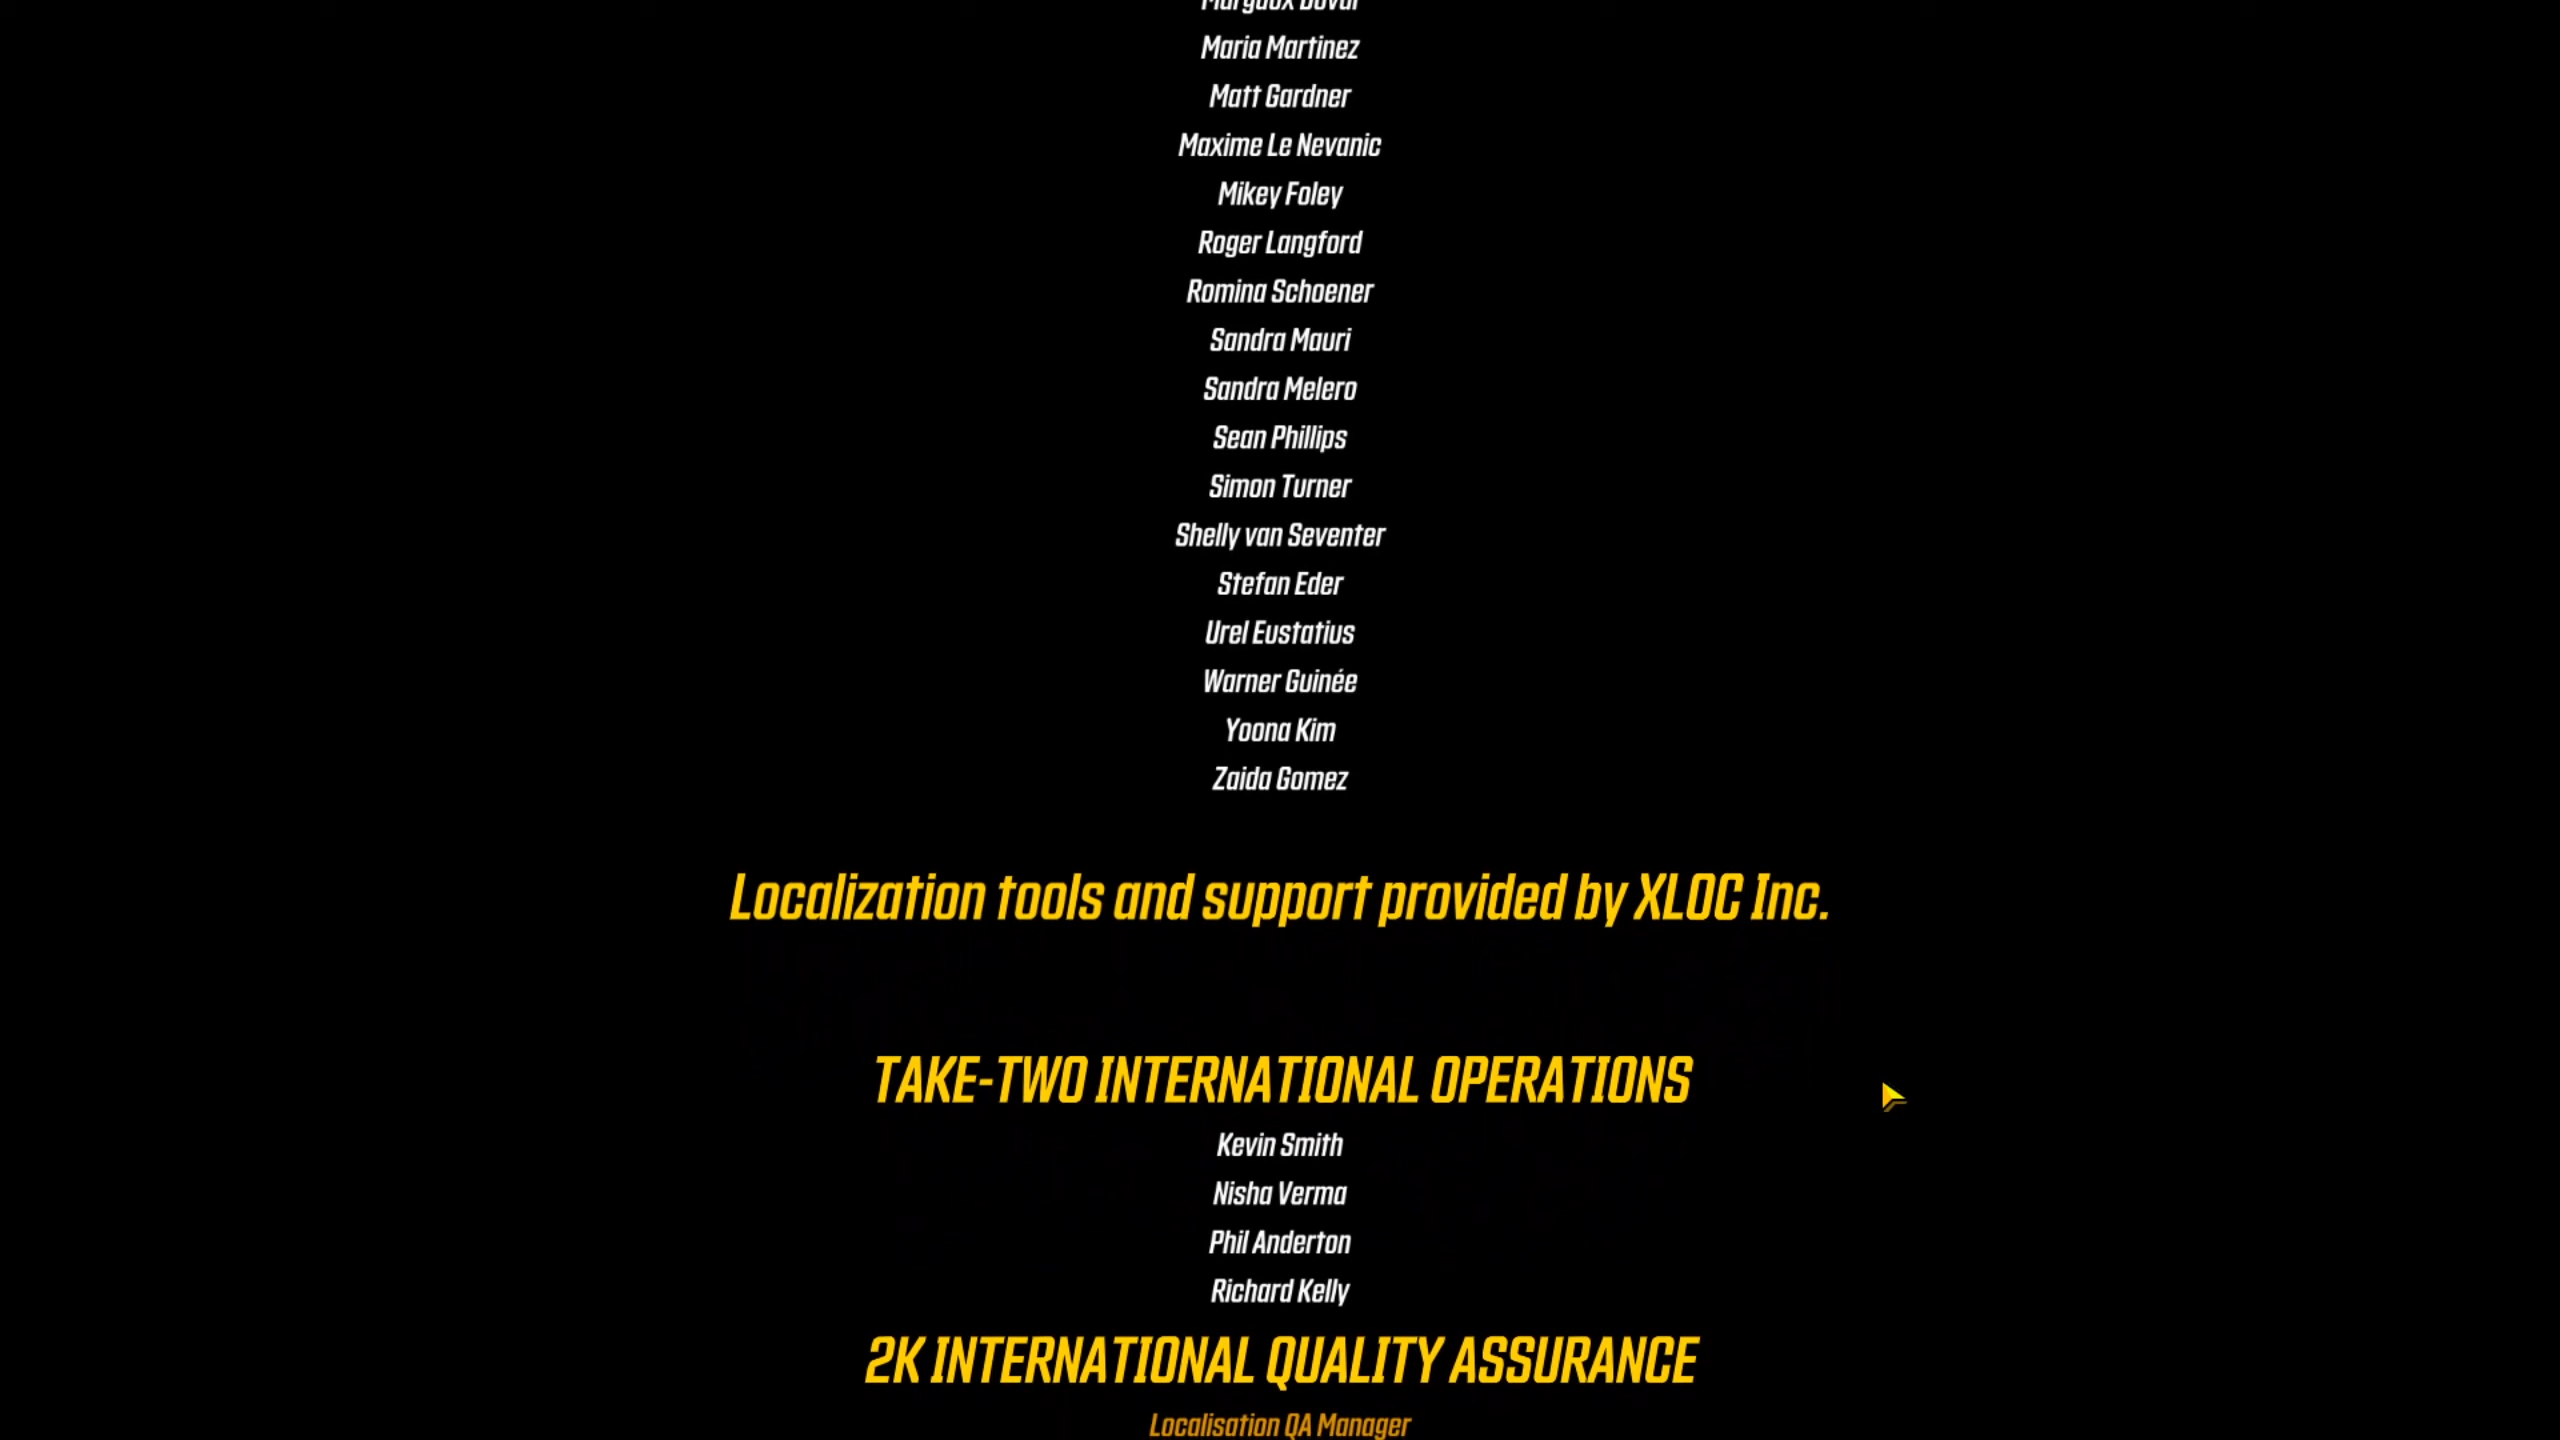 Maria Martinez
Matt Gardner
Maxime Le Nevanic
Mikey Foley
Roger Langford
Romina Schoener
Sandra Mauri
Sandra Melero
Sean Phillips
Simon Turner
Shelly van Seventer
Stefan Eder
Urel Eustatius
Warner Guinée
Yoona Kim
Zaida Gomez
Localization tools and support provided by XLOC Inc.
TAKE-TWO INTERNATIONAL OPERATIONS
Kevin Smith
Nisha Verma
Phil Anderton
Richard Kelly
2K INTERNATIONAL QUALITY ASSURANCE
Localisation QA Manager